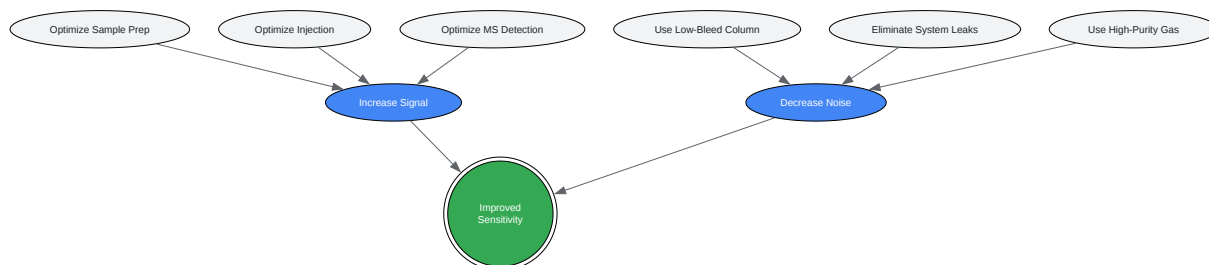 Optimize Sample Prep
Optimize Injection
Optimize MS Detection
Use Low-Bleed Column
Eliminate System Leaks
Use High-Purity Gas
Increase Signal
Decrease Noise
Improved
Sensitivity